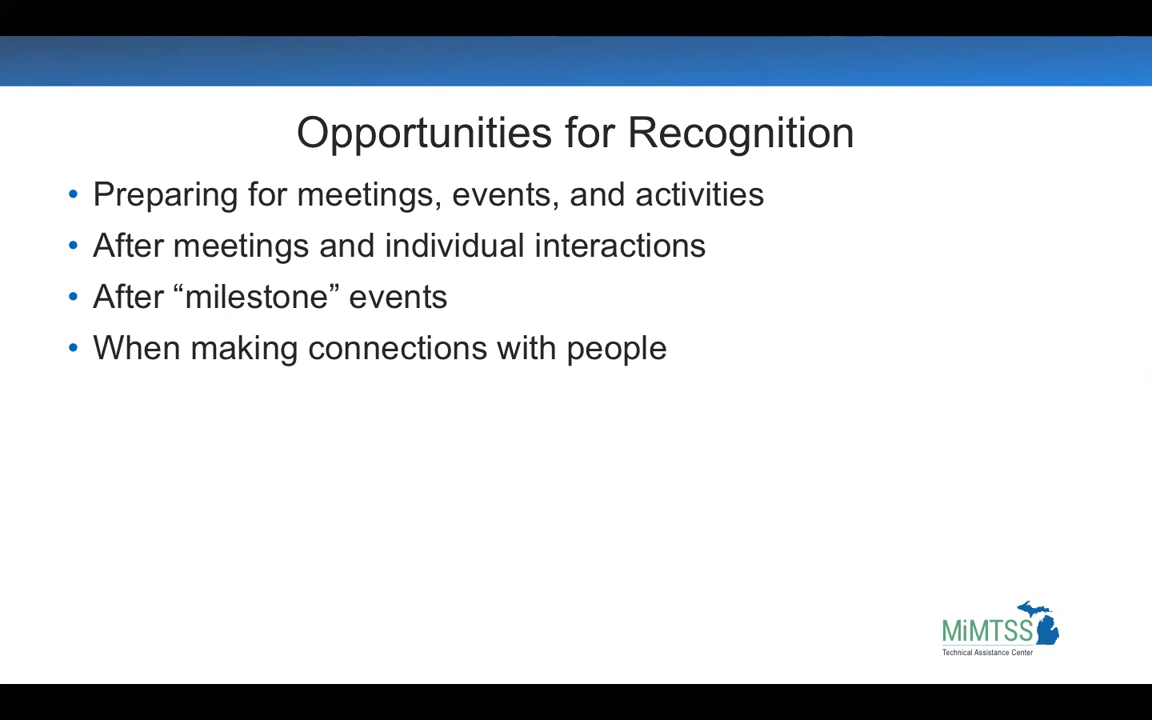 Opportunities for Recognition
• Preparing for meetings, events, and activities
• After meetings and individual interactions
• After “milestone” events
• When making connections with people
MiMTSS
Technical Assistance Center